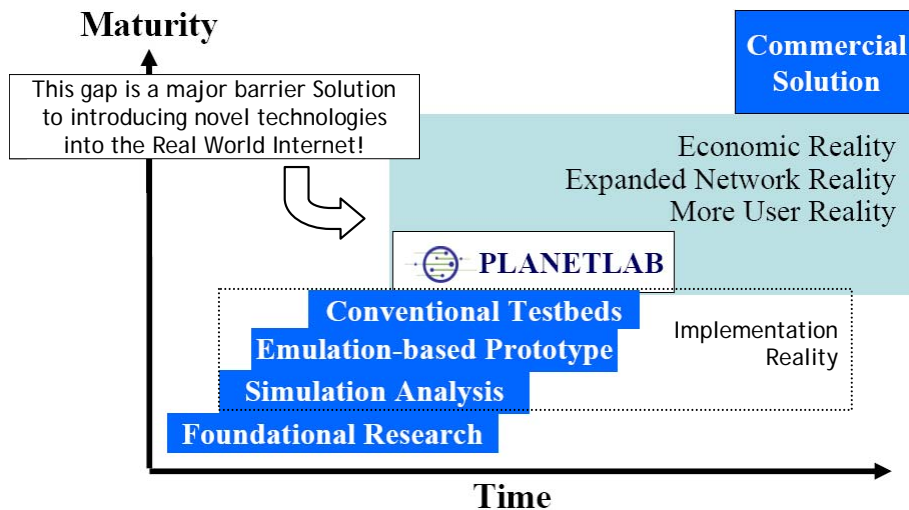 Maturity
Commercial
Solution
This gap is a major barrier Solution
to introducing novel technologies
into the Real World Internet!
Economic Reality
Expanded Network Reality
More User Reality
PLANETLAB
Conventional Testbeds
Implementation
Reality
Emulation-based Prototype
Simulation Analysis
Foundational Research
Time